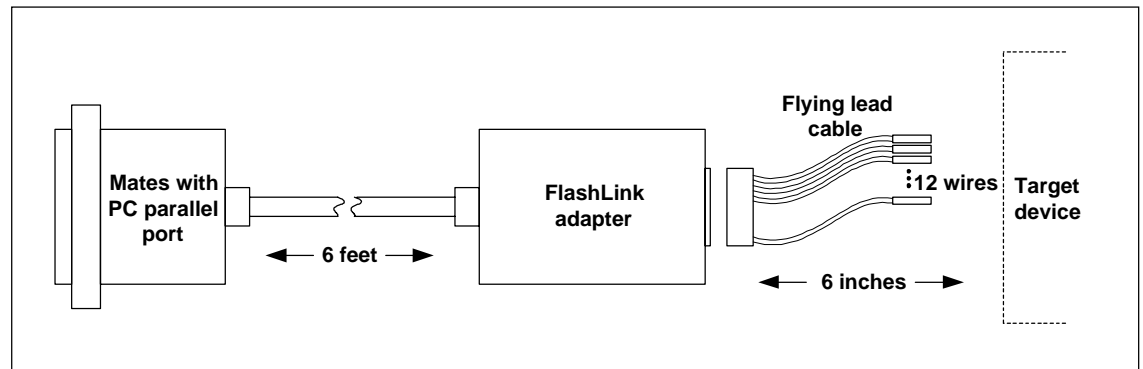 Mates with
PC parallel
port
6 feet
FlashLink
adapter
Flying lead
cable
12 wires
6 inches
Target
device